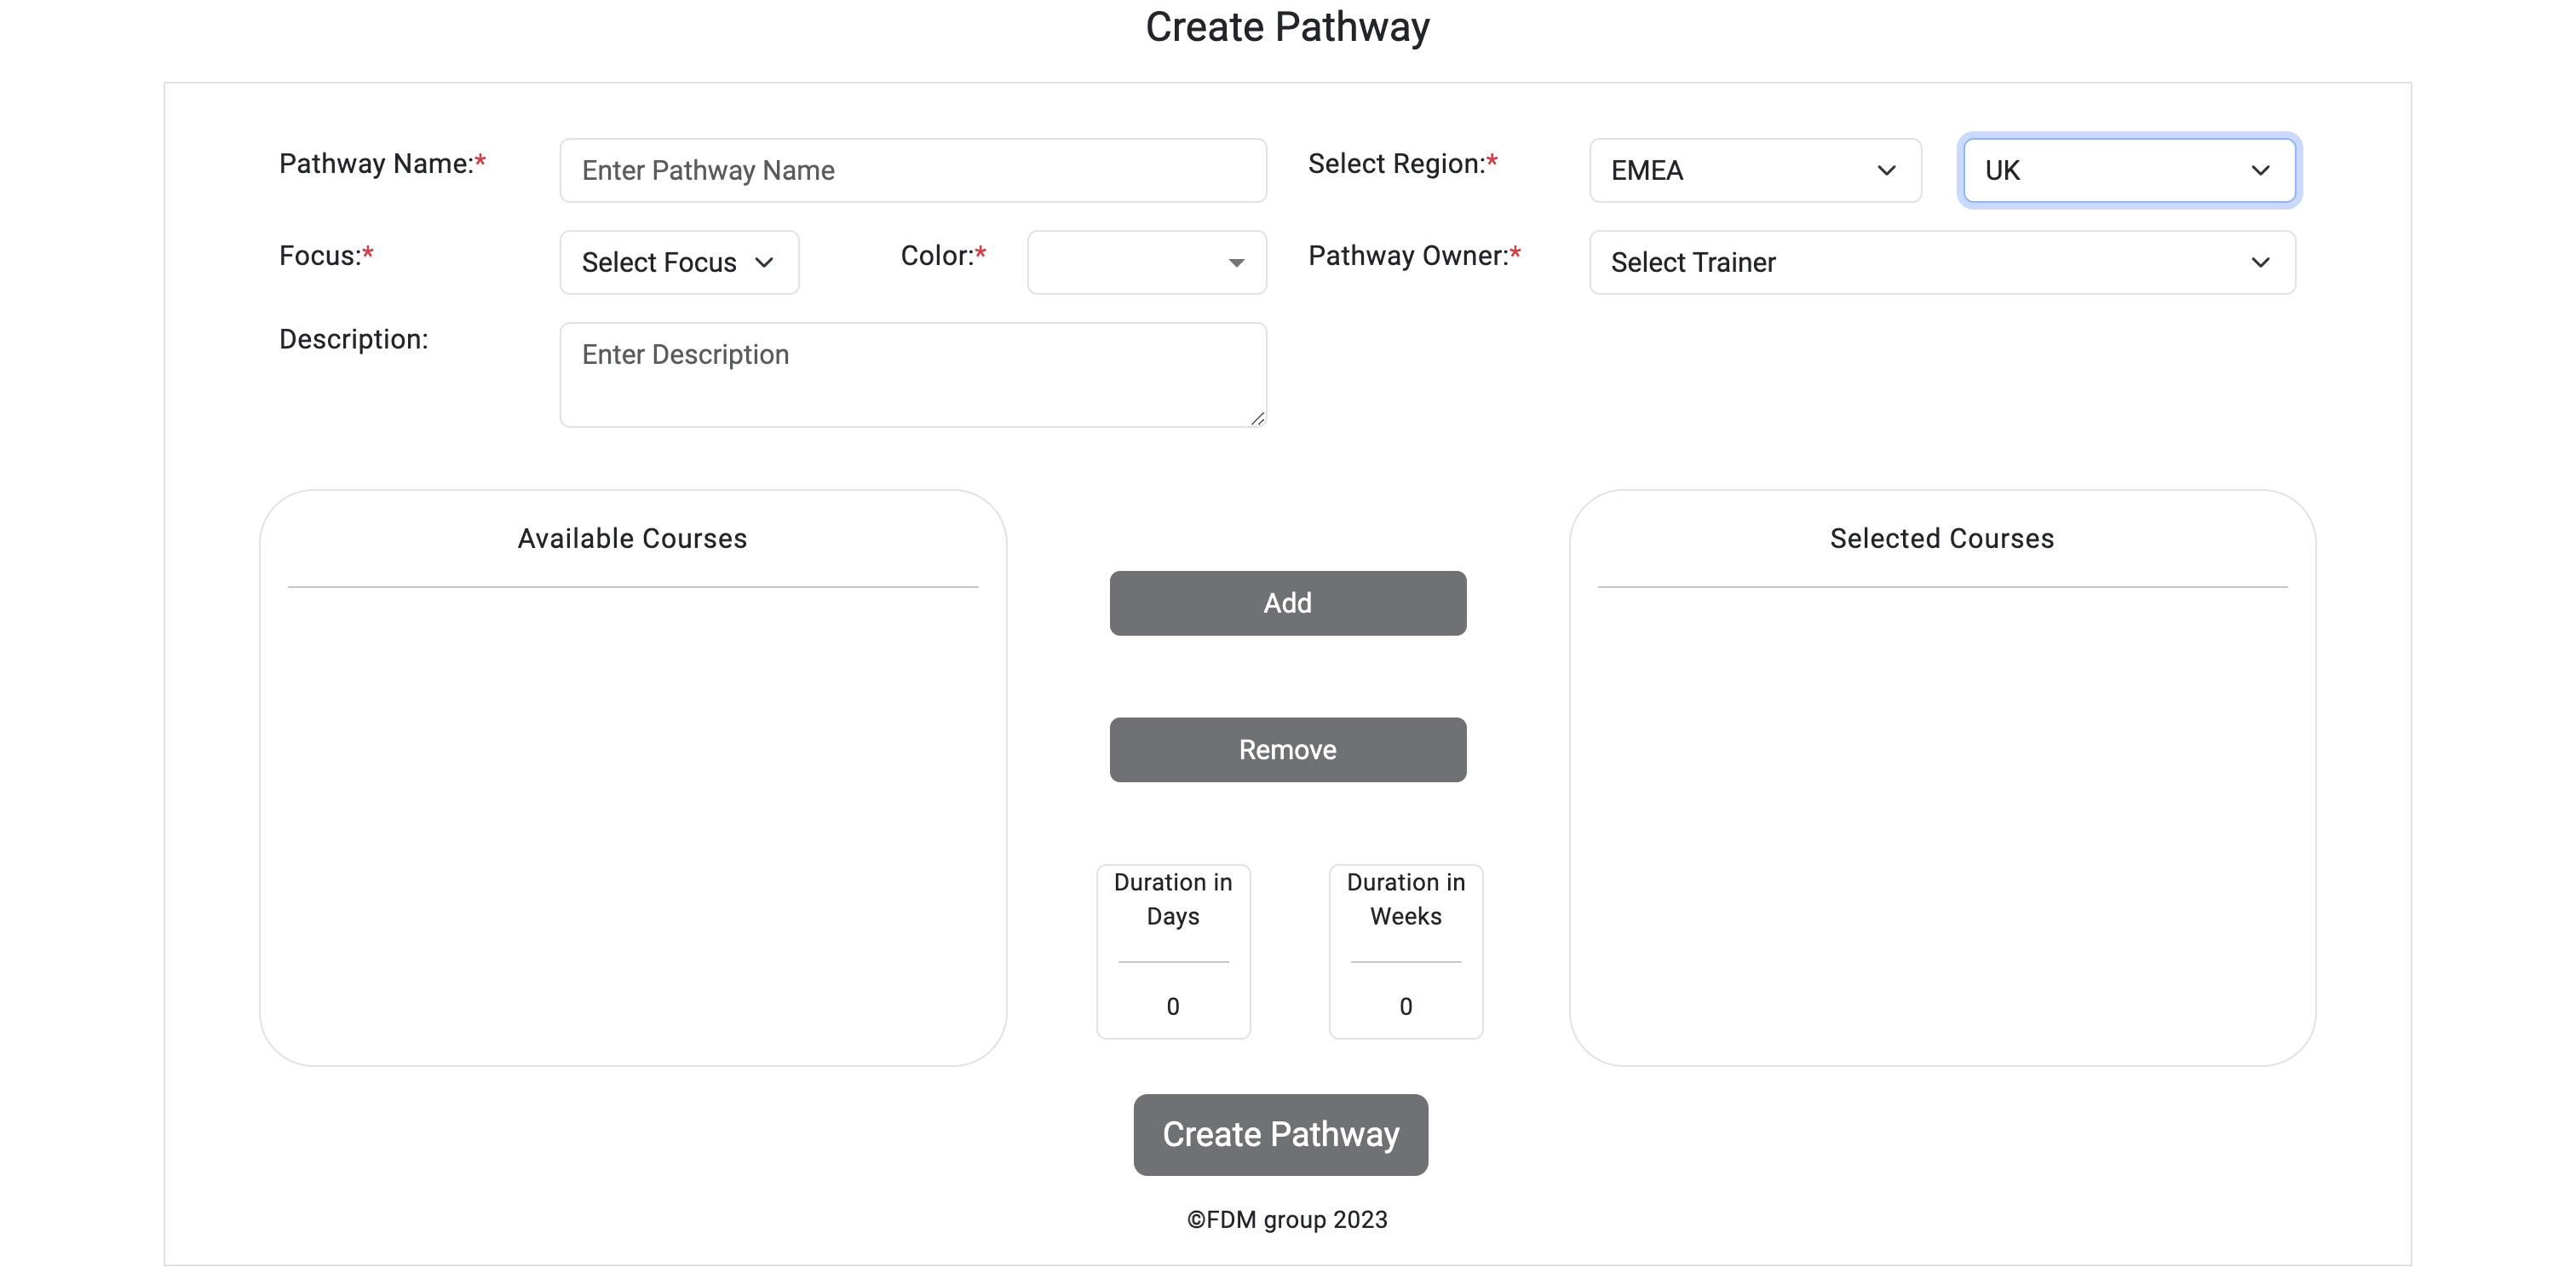 Create Pathway
Pathway Name:*
Enter Pathway Name
Select Region:*
EMEA
UK
Focus:*
Select Focus
Color:*
Pathway Owner:*
Select Trainer
Description:
Enter Description
Available Courses
Selected Courses
Add
Remove
Duration in
Days
0
Duration in
Weeks
0
Create Pathway
©FDM group 2023